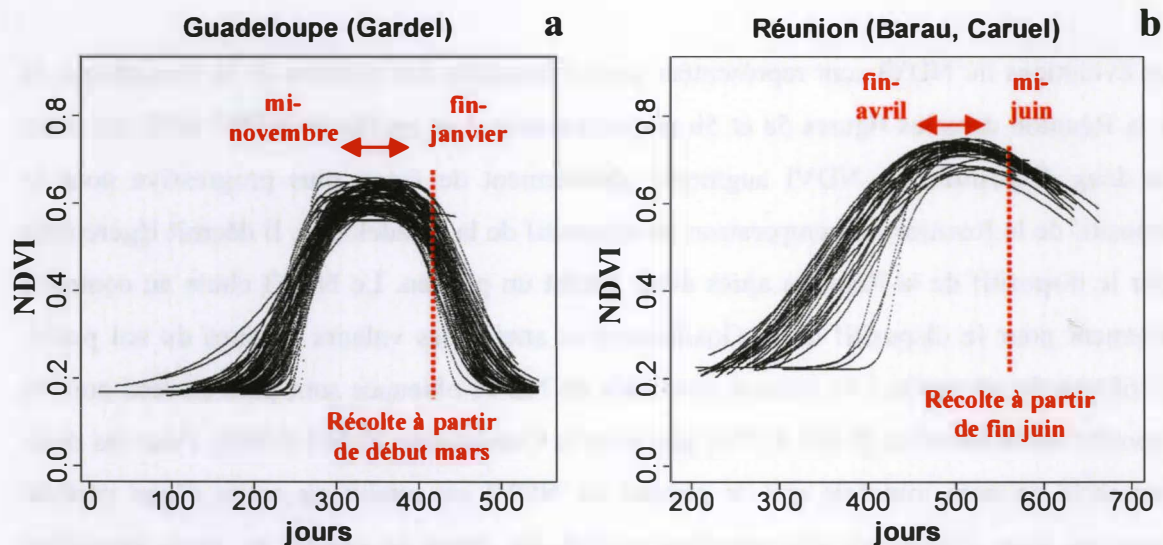 Guadeloupe (Gardel)
a
mi-
novembre
fin-
janvier
NDVI
0.8
0.6
0.4
0.2
0.0
Récolte à partir
de début mars
0 100 200 300 400 500
jours
Réunion (Barau, Caruel)
b
fin-
avril
mi-
juin
NDVI
0.8
0.6
0.4
0.2
0.0
Récolte à partir
de fin juin
200 300 400 500 600 700
jours